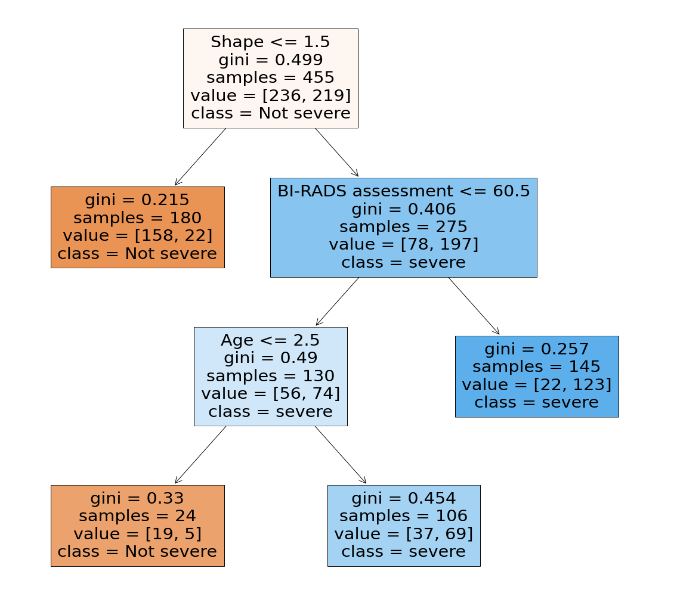 Shape <= 1.5
gini = 0.499
samples = 455
value = [236, 219]
class = Not severe
gini = 0.215
samples = 180
value = [158, 22]
class = Not severe
BI-RADS assessment <= 60.5
gini = 0.406
samples = 275
value = [78, 197]
class = severe
Age <= 2.5
gini = 0.49
samples = 130
value = [56, 74]
class = severe
gini = 0.257
samples = 145
value = [22, 123]
class = severe
gini = 0.33
samples = 24
value = [19, 5]
class = Not severe
gini = 0.454
samples = 106
value = [37, 69]
class = severe